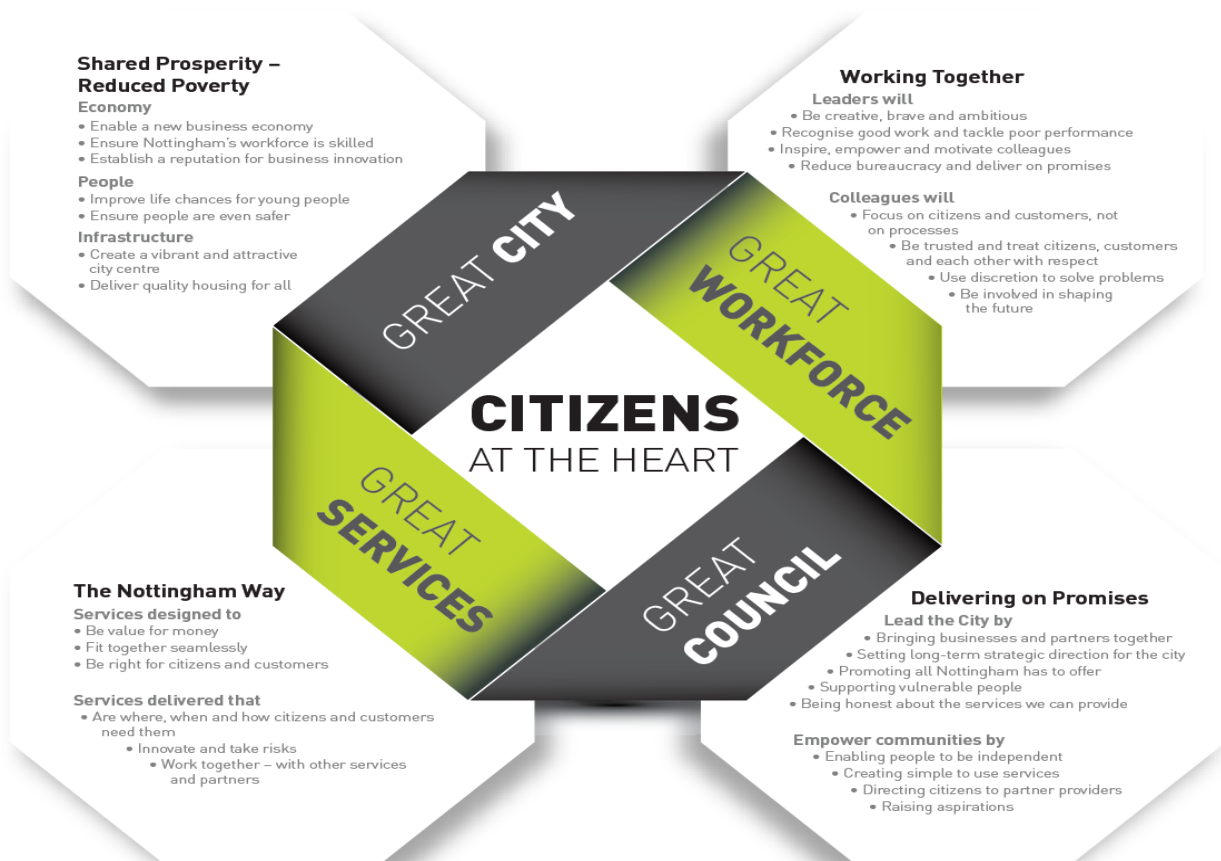 Shared Prosperity –
Reduced Poverty
Economy
• Enable a new business economy
• Ensure Nottingham's workforce is skilled
• Establish a reputation for business innovation
People
• Improve life chances for young people
• Ensure people are even safer
Infrastructure
• Create a vibrant and attractive
city centre
• Deliver quality housing for all
Working Together
Leaders will
• Be creative, brave and ambitious
• Recognise good work and tackle poor performance
• Inspire, empower and motivate colleagues
• Reduce bureaucracy and deliver on promises
Colleagues will
• Focus on citizens and customers, not
on processes
• Be trusted and treat citizens, customers
and each other with respect
• Use discretion to solve problems
• Be involved in shaping
the future
GREAT CITY
GREAT
WORKFORCE
CITIZENS
AT THE HEART
GREAT
SERVICES
GREAT
COUNCIL
The Nottingham Way
Services designed to
• Be value for money
• Fit together seamlessly
• Be right for citizens and customers
Services delivered that
• Are where, when and how citizens and customers
need them
• Innovate and take risks
• Work together – with other services
and partners
Delivering on Promises
Lead the City by
• Bringing businesses and partners together
• Setting long-term strategic direction for the city
• Promoting all Nottingham has to offer
• Supporting vulnerable people
• Being honest about the services we can provide
Empower communities by
• Enabling people to be independent
• Creating simple to use services
• Directing citizens to partner providers
• Raising aspirations